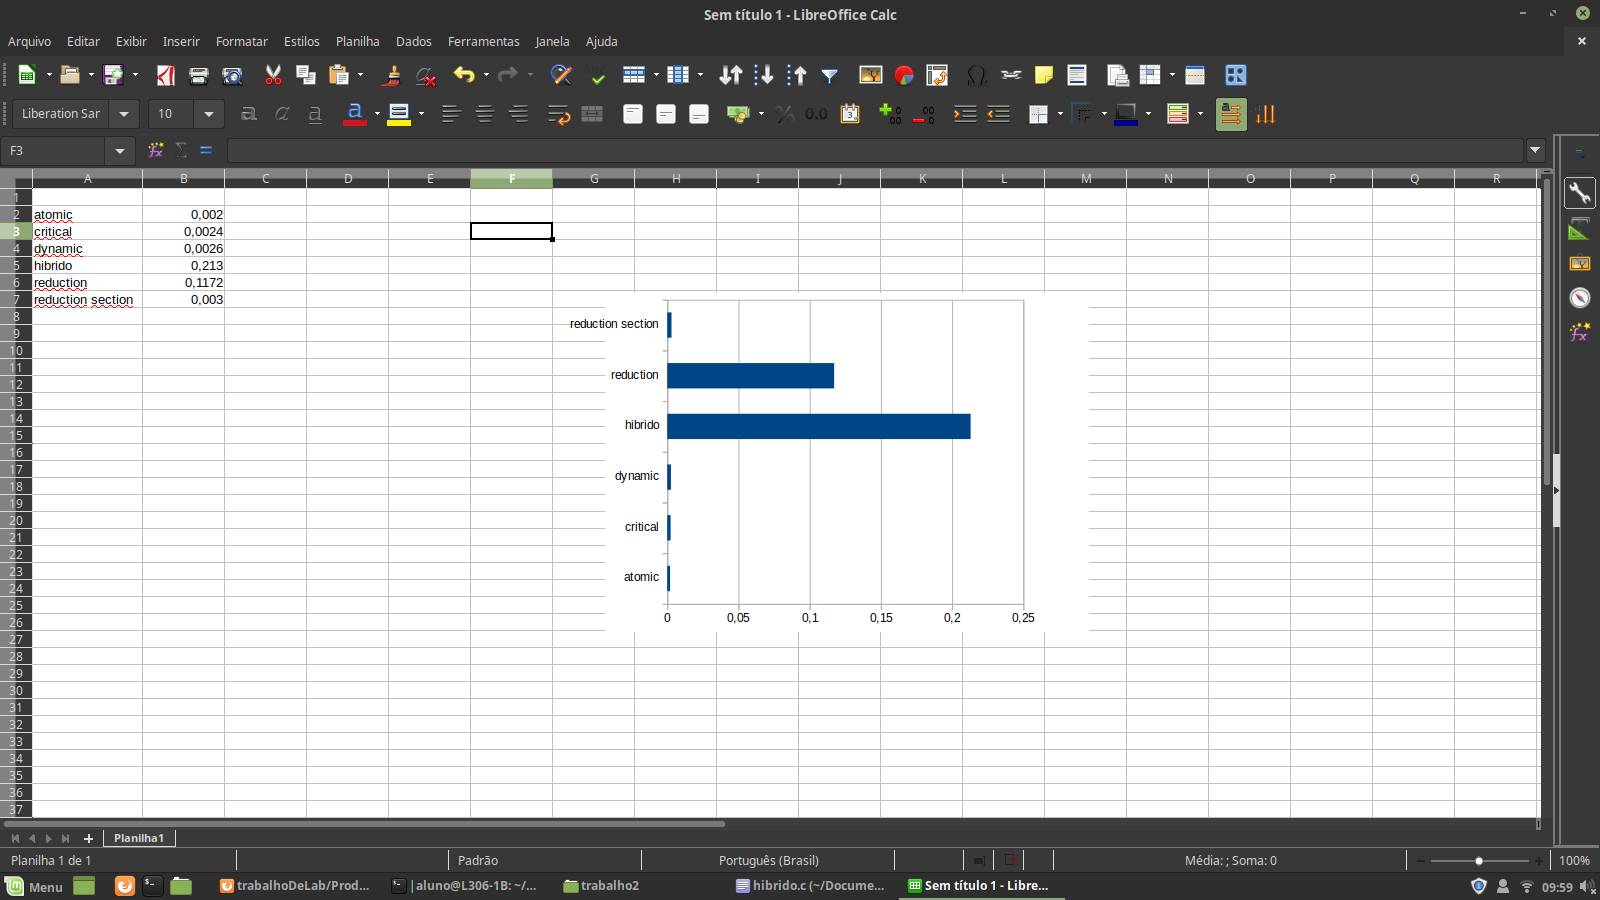 Sem título 1 - LibreOffice Calc
Arquivo Editar Exibir Inserir Formatar Estilos Planilha Dados Ferramentas Janela Ajuda
Liberation Sar 10
F3
A B C D E F G H I J K L M N O P Q R
1
2 atomic 0,002
3 critical 0,0024
4 dynamic 0,0026
5 hibrido 0,213
6 reduction 0,1172
7 reduction section 0,003
8
9
10
11
12
13
14
15
16
17
18
19
20
21
22
23
24
25
26
27
28
29
30
31
32
33
34
35
36
37
reduction section
reduction
hibrido
dynamic
critical
atomic
0 0,05 0,1 0,15 0,2 0,25
Planilha1
Planilha 1 de 1 Padrão Português (Brasil) Média: ; Soma: 0 100%
Menu trabalhoDeLab/Prod... aluno@L306-1B: ~/... trabalho2 hibrido.c (~/Docume... Sem título 1 - Libre... 09:59